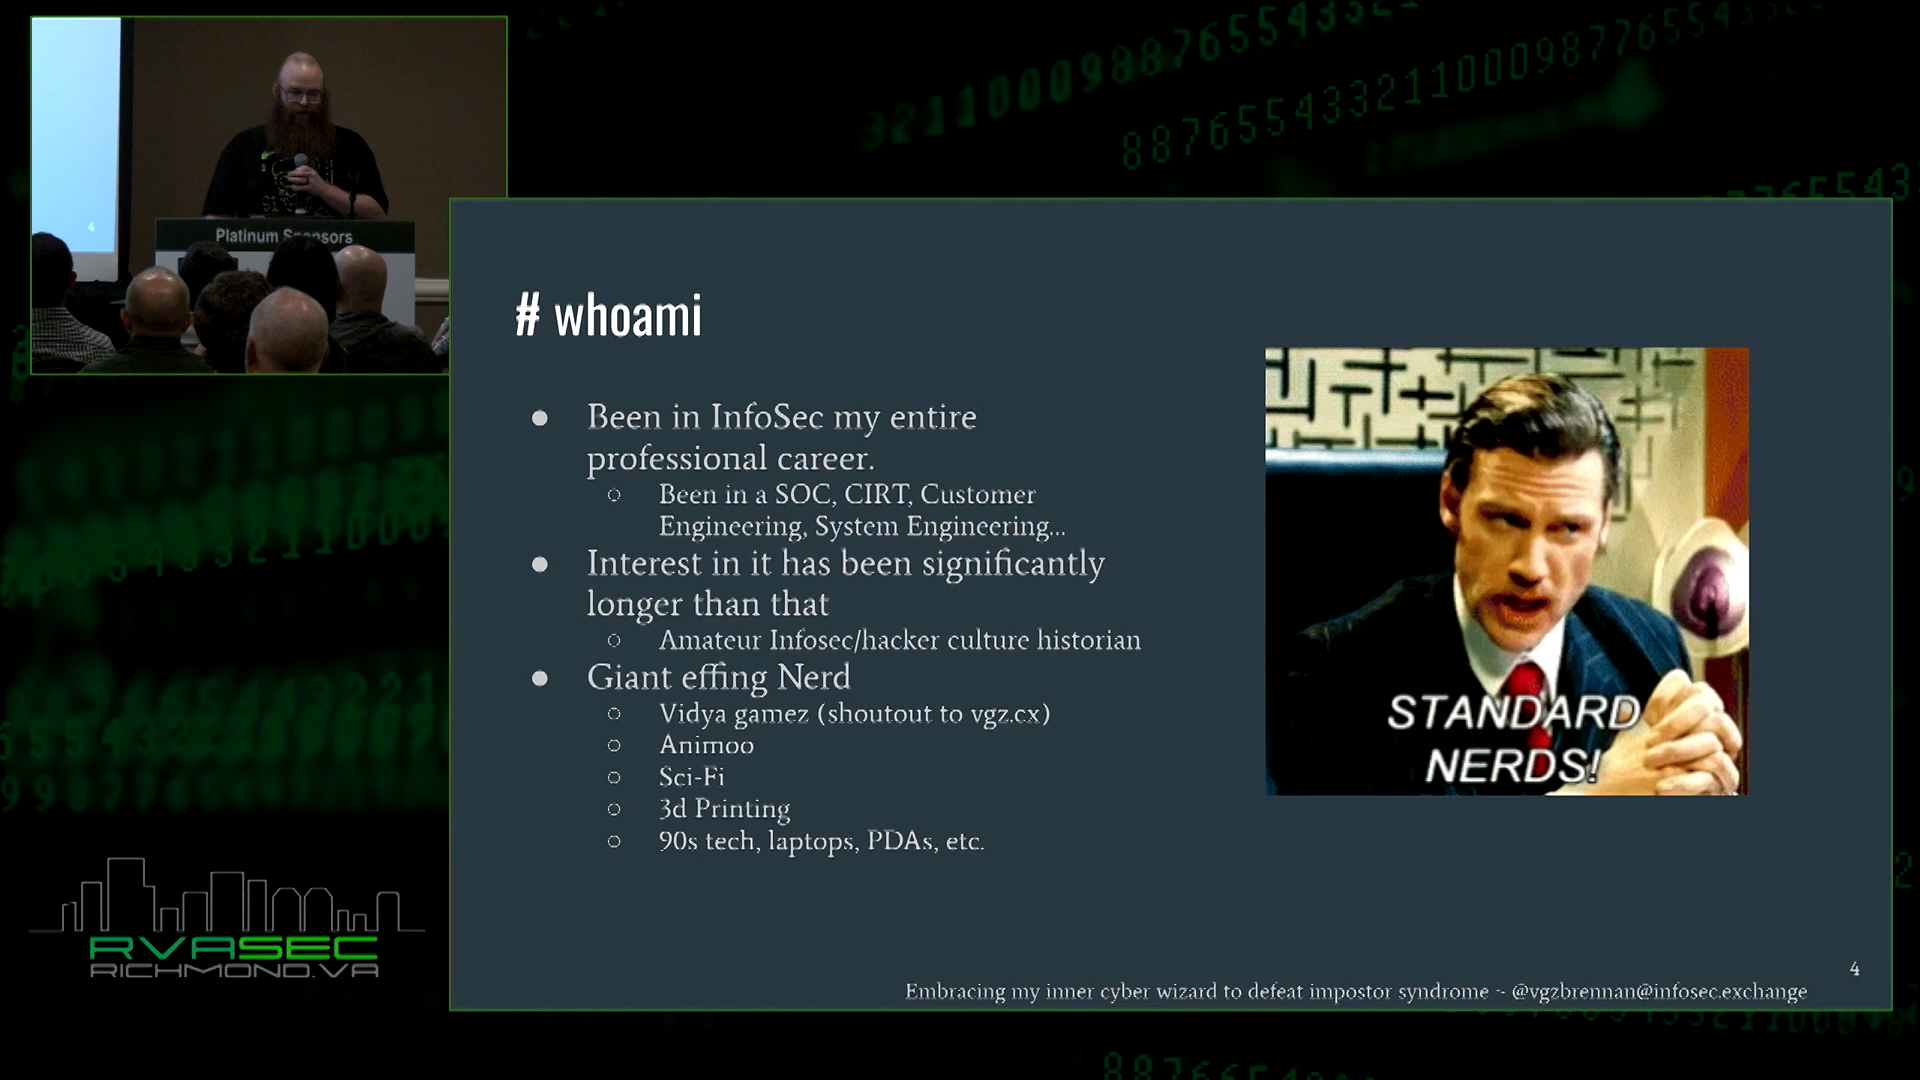 4
Platinum Sponsors
# whoami
● Been in InfoSec my entire
professional career.
○ Been in a SOC, CIRT, Customer
Engineering, System Engineering...
● Interest in it has been significantly
longer than that
○ Amateur Infosec/hacker culture historian
● Giant effing Nerd
○ Vidya gamez (shoutout to vgz.cx)
○ Animoo
○ Sci-Fi
○ 3d Printing
○ 90s tech, laptops, PDAs, etc.
STANDARD
NERDS!
4
Embracing my inner cyber wizard to defeat impostor syndrome ~ @vgzbrennan@infosec.exchange
RVASEC
RICHMOND.VA
32110009887655433
88765543321100098776554